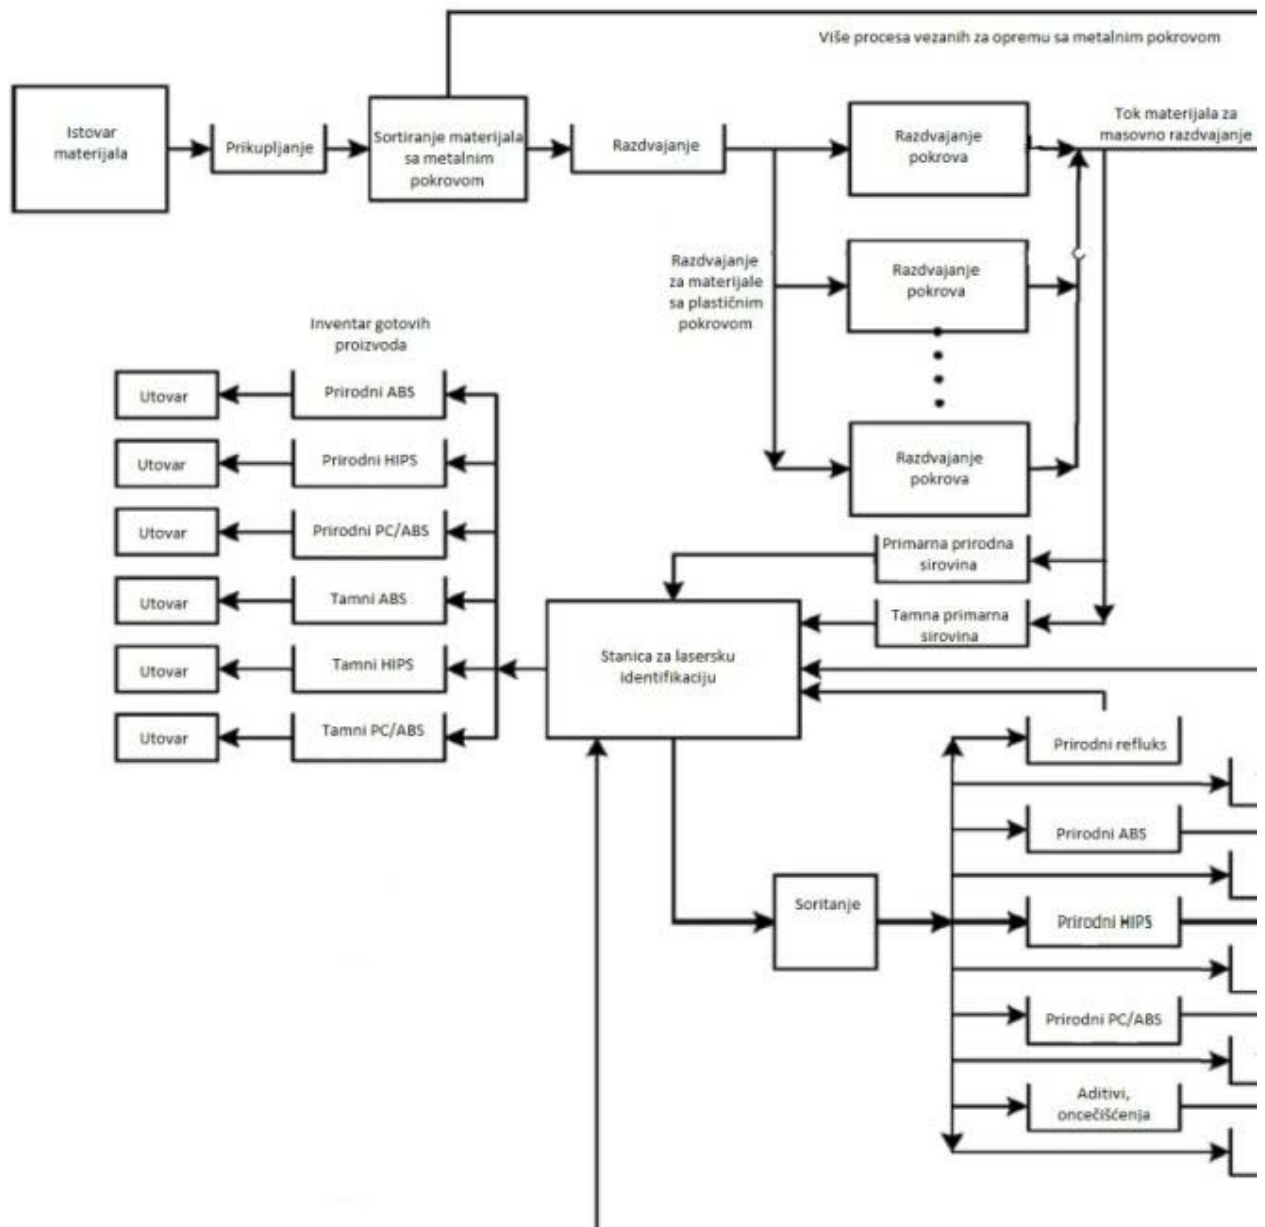 Više procesa vezanih za opremu sa metalnim pokrovom
Istovar
materijala
Prikupljanje
Sortiranje materijala
sa metalnim
pokrovom
Razdvajanje
Razdvajanje
pokrova
Tok materijala za
masovno razdvajanje
Razdvajanje
za materijale
sa plastičnim
pokrovom
Razdvajanje
pokrova
Razdvajanje
pokrova
Inventar gotovih
proizvoda
Utovar
Prirodni ABS
Utovar
Prirodni HIPS
Utovar
Prirodni PC/ABS
Utovar
Tamni ABS
Utovar
Tamni HIPS
Utovar
Tamni PC/ABS
Primarna prirodna
sirovina
Tamna primarna
sirovina
Stanica za lasersku
identifikaciju
Prirodni refluks
Prirodni ABS
Soritanje
Prirodni HIPS
Prirodni PC/ABS
Aditivi,
oncečišćenja